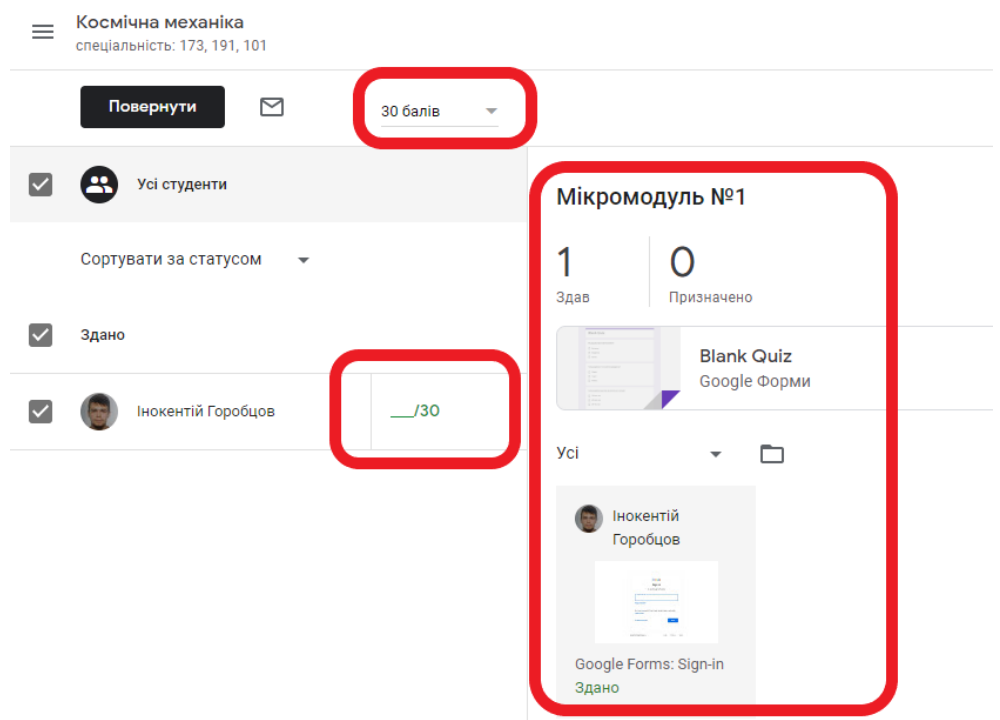 Космічна механіка
спеціальність: 173, 191, 101
Повернути
30 балів
Усі студенти
Сортувати за статусом
Здано
Інокентій Горобцов
__/30
Мікромодуль №1
1
Здав
0
Призначено
Blank Quiz
Google Форми
Усі
Інокентій
Горобцов
Google Forms: Sign-in
Здано